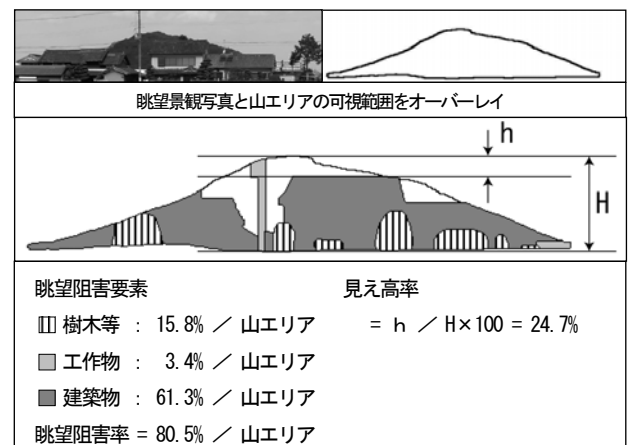 眺望景観写真と山エリアの可視範囲をオーバーレイ
h
H
眺望阻害要素
樹木等 : 15.8% ／ 山エリア
工作物 : 3.4% ／ 山エリア
建築物 : 61.3% ／ 山エリア
眺望阻害率 = 80.5% ／ 山エリア
見え高率
= h ／ H×100 = 24.7%